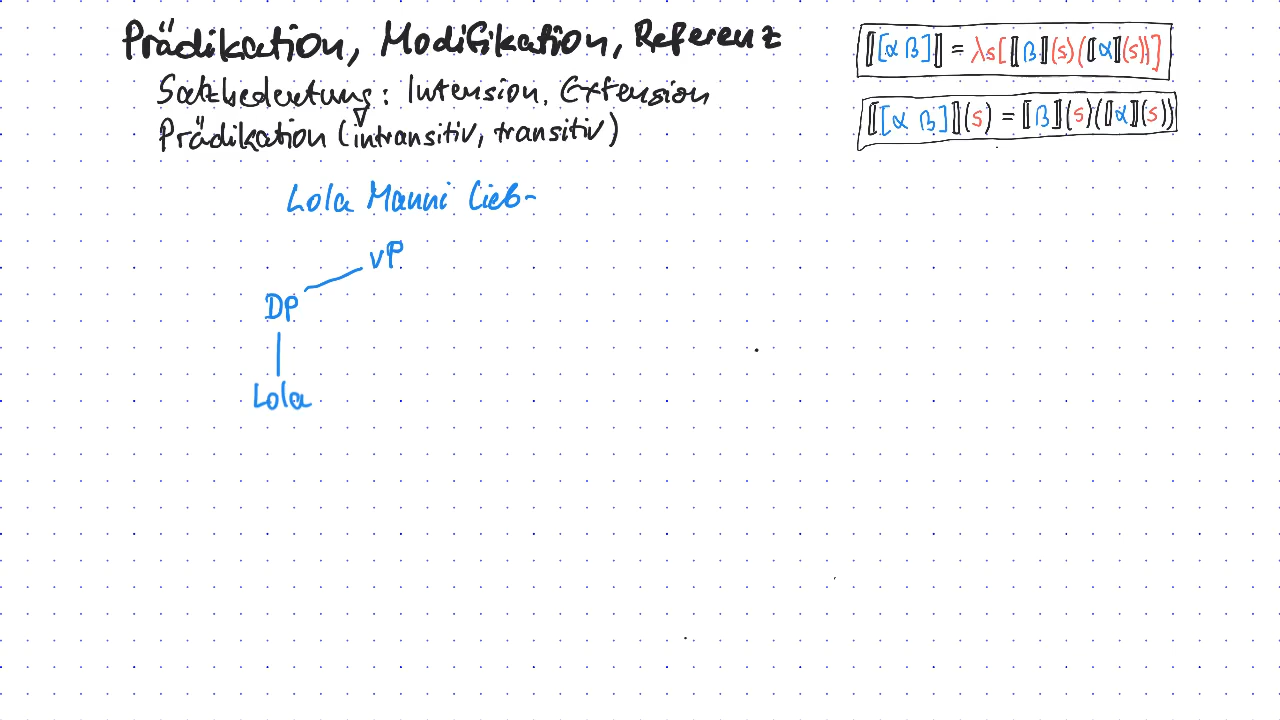 Prädikation, Modifikation, Referenz
Satzbedeutung: Intension, Extension
Prädikation (intransitiv, transitiv)
⟦[α β]⟧ = λs[⟦β⟧(s)(⟦α⟧(s))]
⟦[α β]⟧(s) = ⟦β⟧(s)(⟦α⟧(s))
Lola Manni lieb-
vP
DP
Lola